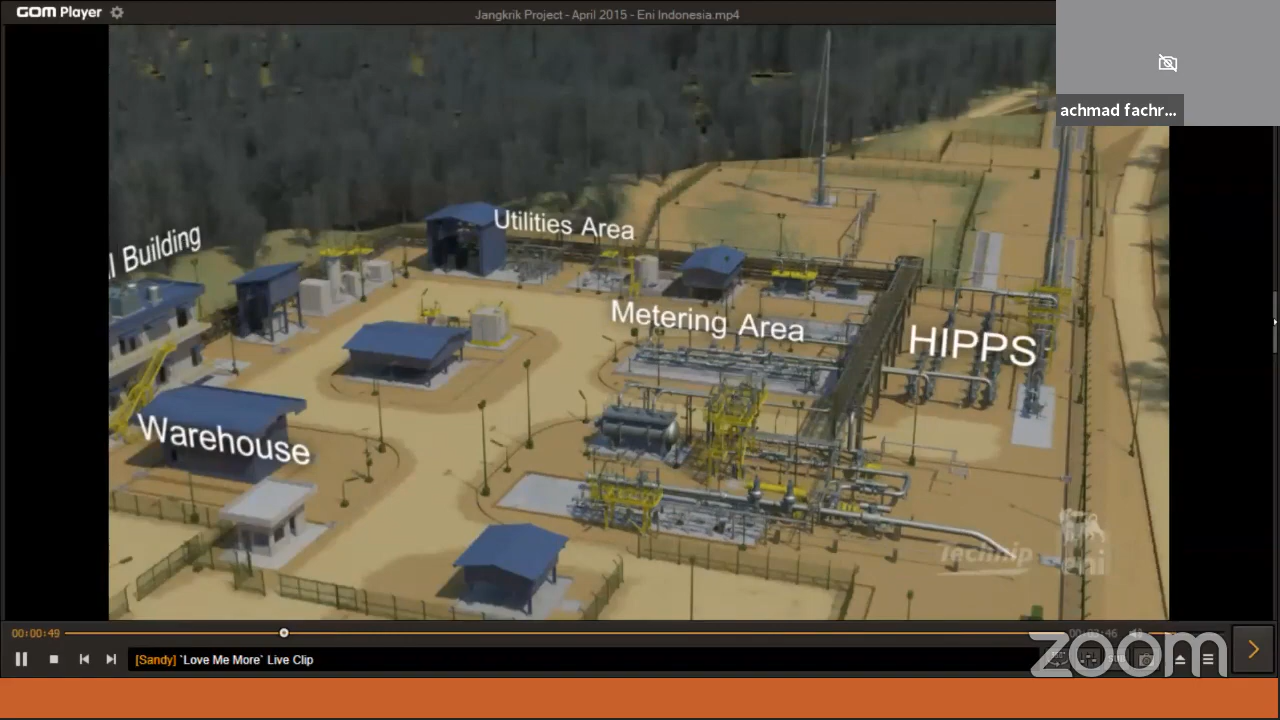 GOM Player
Jangkrik Project - April 2015 - Eni Indonesia.mp4
achmad fachr...
l Building
Utilities Area
Metering Area
HIPPS
Warehouse
Technip
eni
00:00:49
[Sandy] `Love Me More` Live Clip
zoom